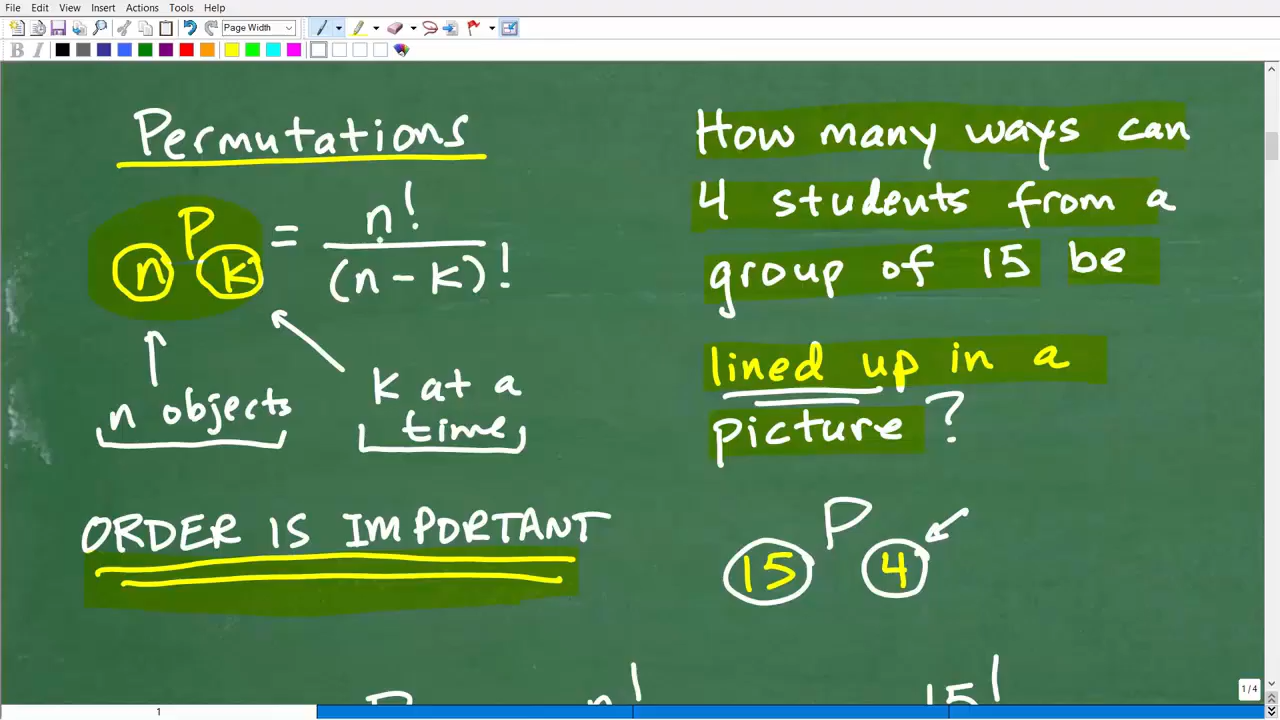 File Edit View Insert Actions Tools Help
Page Width
B I
Permutations
n P k = n! / (n - k)!
n objects
k at a
time
ORDER IS IMPORTANT
How many ways can
4 students from a
group of 15 be
lined up in a
picture?
15 P 4
P n! 15!
1/4
1